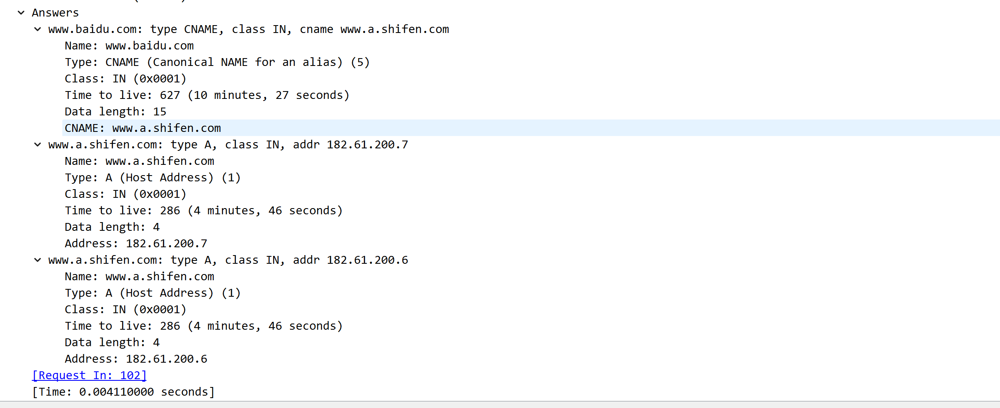 Answers
www.baidu.com: type CNAME, class IN, cname www.a.shifen.com
Name: www.baidu.com
Type: CNAME (Canonical NAME for an alias) (5)
Class: IN (0x0001)
Time to live: 627 (10 minutes, 27 seconds)
Data length: 15
CNAME: www.a.shifen.com
www.a.shifen.com: type A, class IN, addr 182.61.200.7
Name: www.a.shifen.com
Type: A (Host Address) (1)
Class: IN (0x0001)
Time to live: 286 (4 minutes, 46 seconds)
Data length: 4
Address: 182.61.200.7
www.a.shifen.com: type A, class IN, addr 182.61.200.6
Name: www.a.shifen.com
Type: A (Host Address) (1)
Class: IN (0x0001)
Time to live: 286 (4 minutes, 46 seconds)
Data length: 4
Address: 182.61.200.6
[Request In: 102]
[Time: 0.004110000 seconds]